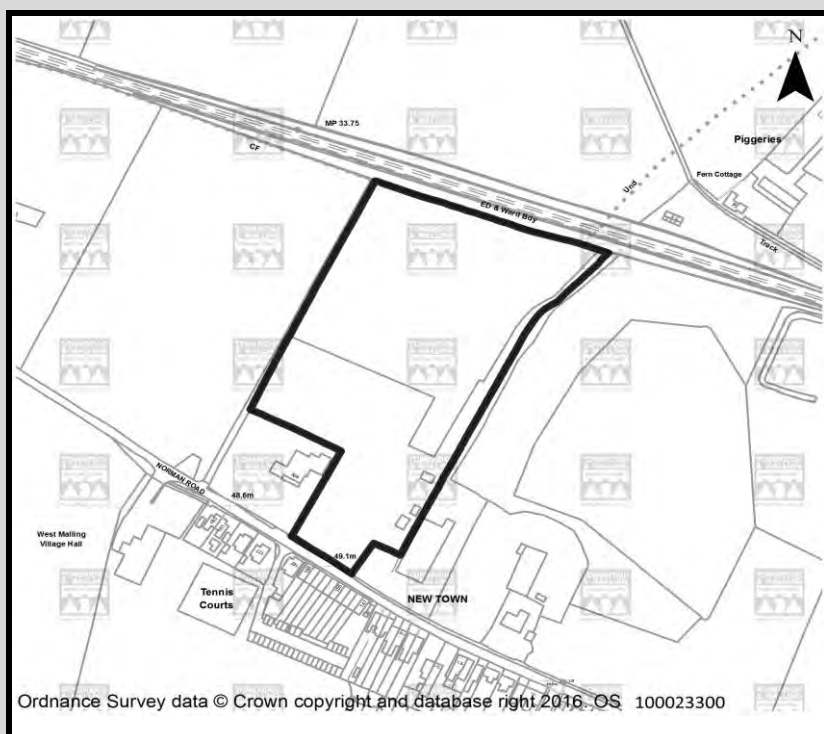 N
MP 33.75
Piggeries
CF
Und
Fern Cottage
ED & Ward Bdy
Track
NORMAN ROAD
48.6m
West Malling
Village Hall
49.1m
Tennis
Courts
NEW TOWN
Ordnance Survey data © Crown copyright and database right 2016. OS 100023300